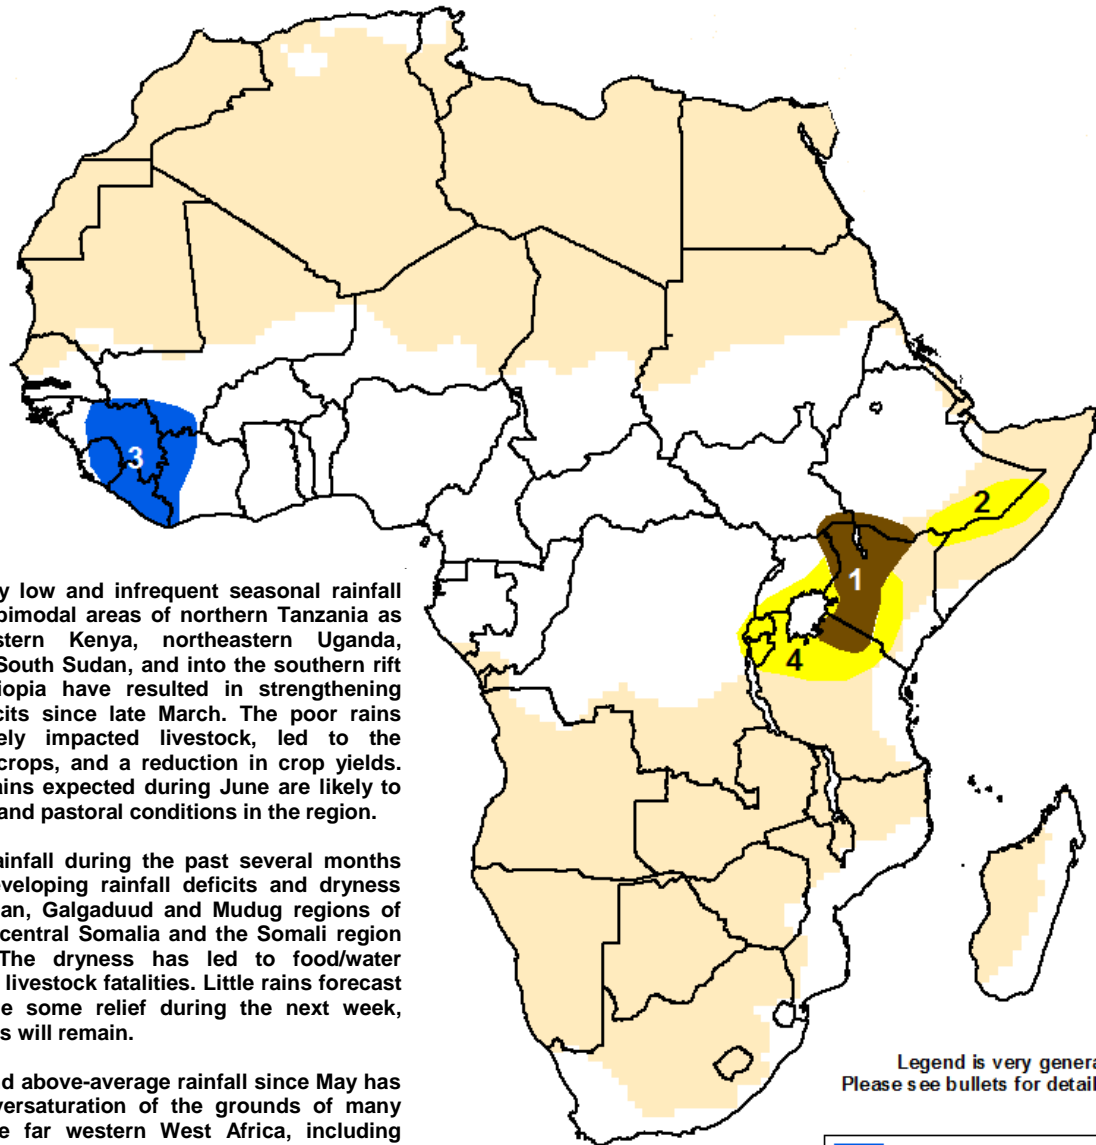 3
2
1
4
y low and infrequent seasonal rainfall
bimodal areas of northern Tanzania as
stern Kenya, northeastern Uganda,
South Sudan, and into the southern rift
iopia have resulted in strengthening
cits since late March. The poor rains
ely impacted livestock, led to the
crops, and a reduction in crop yields.
ains expected during June are likely to
and pastoral conditions in the region.
ainfall during the past several months
eveloping rainfall deficits and dryness
an, Galgaduud and Mudug regions of
central Somalia and the Somali region
The dryness has led to food/water
livestock fatalities. Little rains forecast
e some relief during the next week,
s will remain.
d above-average rainfall since May has
versaturation of the grounds of many
e far western West Africa, including
Legend is very genera
Please see bullets for detail